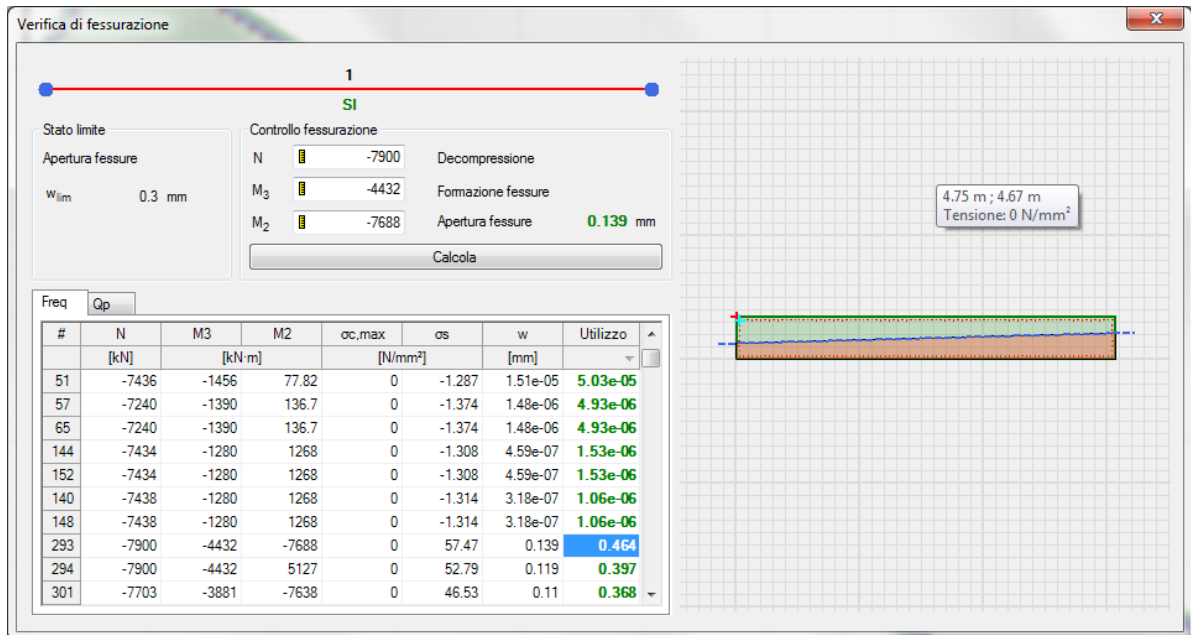 Verifica di fessurazione
x
1
SI
Stato limite
Apertura fessure
wlim 0.3 mm
Controllo fessurazione
N -7900 Decompressione
M3 -4432 Formazione fessure
M2 -7688 Apertura fessure 0.139 mm
Calcola
4.75 m ; 4.67 m
Tensione: 0 N/mm²
Freq Qp
# N M3 M2 σc,max σs w Utilizzo
[kN] [kN·m] [N/mm²] [mm]
51 -7436 -1456 77.82 0 -1.287 1.51e-05 5.03e-05
57 -7240 -1390 136.7 0 -1.374 1.48e-06 4.93e-06
65 -7240 -1390 136.7 0 -1.374 1.48e-06 4.93e-06
144 -7434 -1280 1268 0 -1.308 4.59e-07 1.53e-06
152 -7434 -1280 1268 0 -1.308 4.59e-07 1.53e-06
140 -7438 -1280 1268 0 -1.314 3.18e-07 1.06e-06
148 -7438 -1280 1268 0 -1.314 3.18e-07 1.06e-06
293 -7900 -4432 -7688 0 57.47 0.139 0.464
294 -7900 -4432 5127 0 52.79 0.119 0.397
301 -7703 -3881 -7638 0 46.53 0.11 0.368